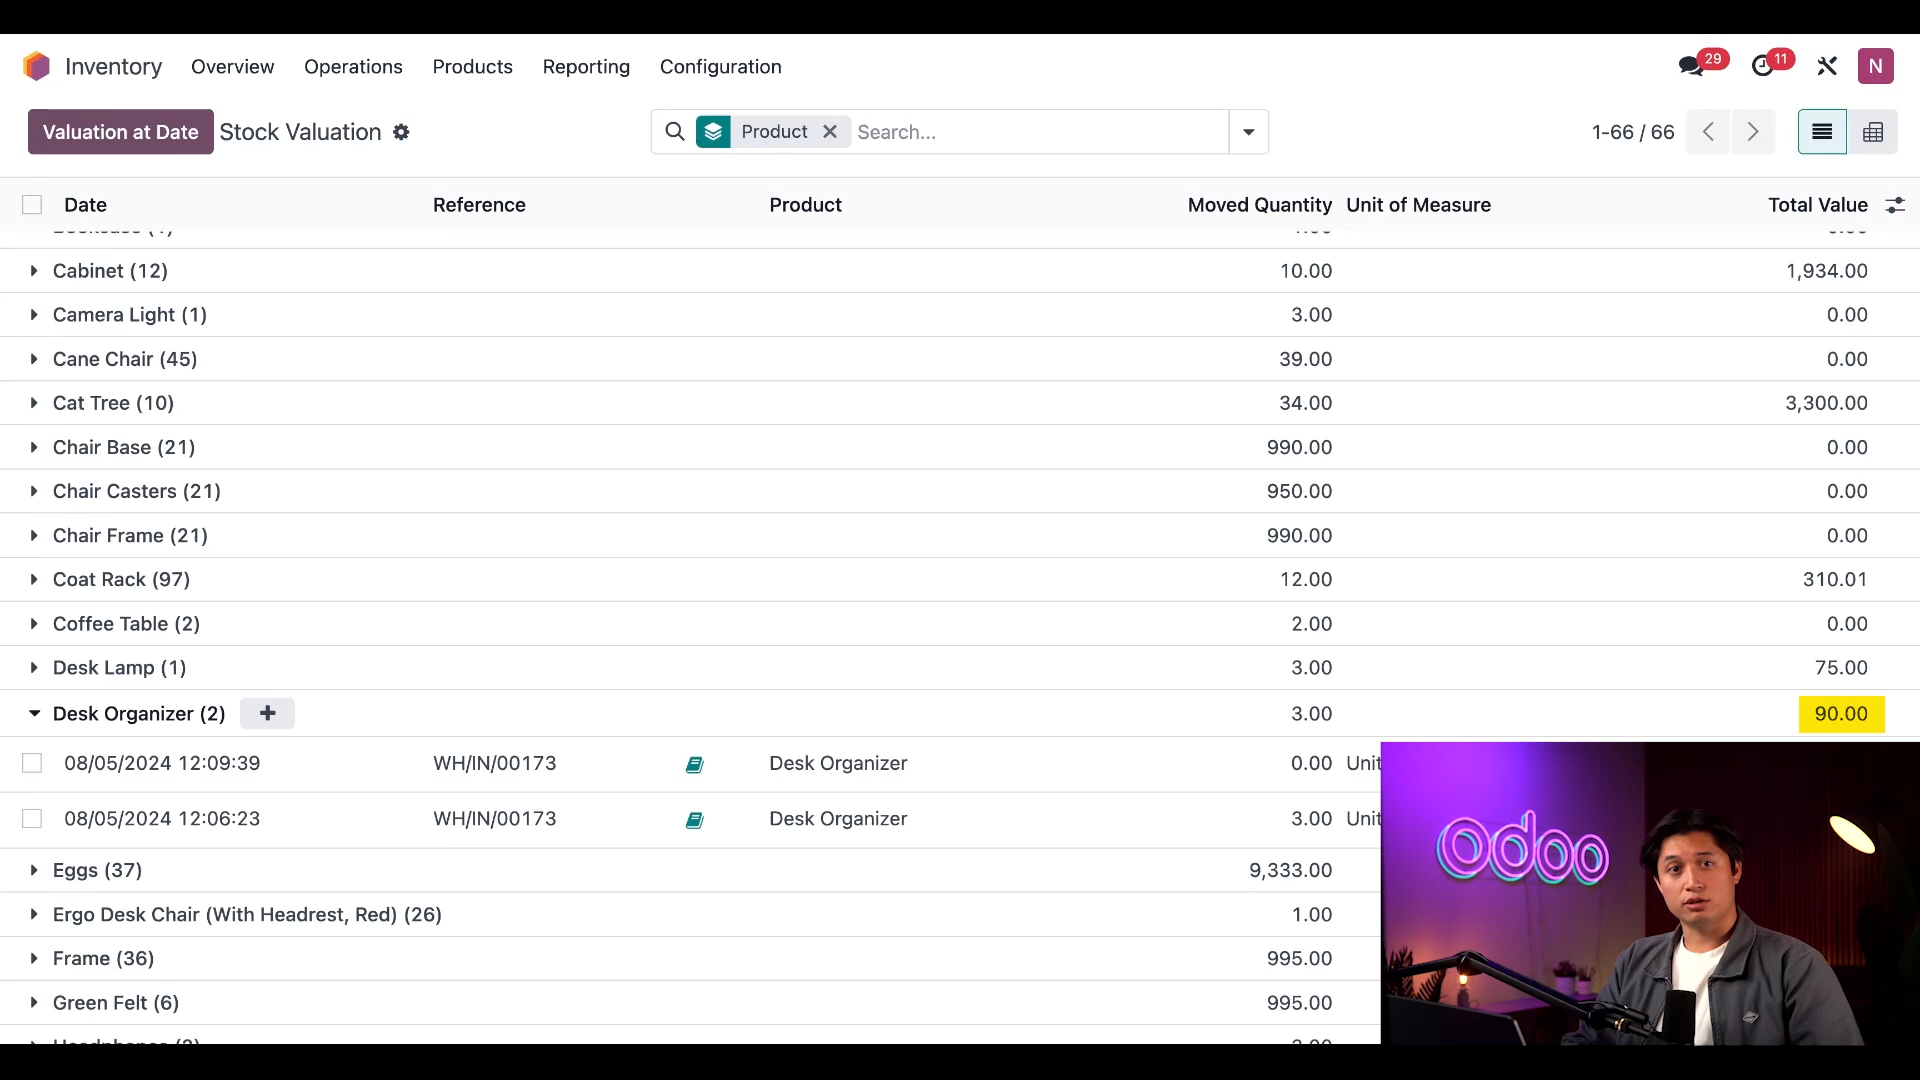 Inventory Overview Operations Products Reporting Configuration 29 11 N
Valuation at Date Stock Valuation Product Search... 1-66 / 66
Date Reference Product Moved Quantity Unit of Measure Total Value
Cabinet (12) 10.00 1,934.00
Camera Light (1) 3.00 0.00
Cane Chair (45) 39.00 0.00
Cat Tree (10) 34.00 3,300.00
Chair Base (21) 990.00 0.00
Chair Casters (21) 950.00 0.00
Chair Frame (21) 990.00 0.00
Coat Rack (97) 12.00 310.01
Coffee Table (2) 2.00 0.00
Desk Lamp (1) 3.00 75.00
Desk Organizer (2) 3.00 90.00
08/05/2024 12:09:39 WH/IN/00173 Desk Organizer 0.00 Unit
08/05/2024 12:06:23 WH/IN/00173 Desk Organizer 3.00 Unit
Eggs (37) 9,333.00
Ergo Desk Chair (With Headrest, Red) (26) 1.00
Frame (36) 995.00
Green Felt (6) 995.00
odoo